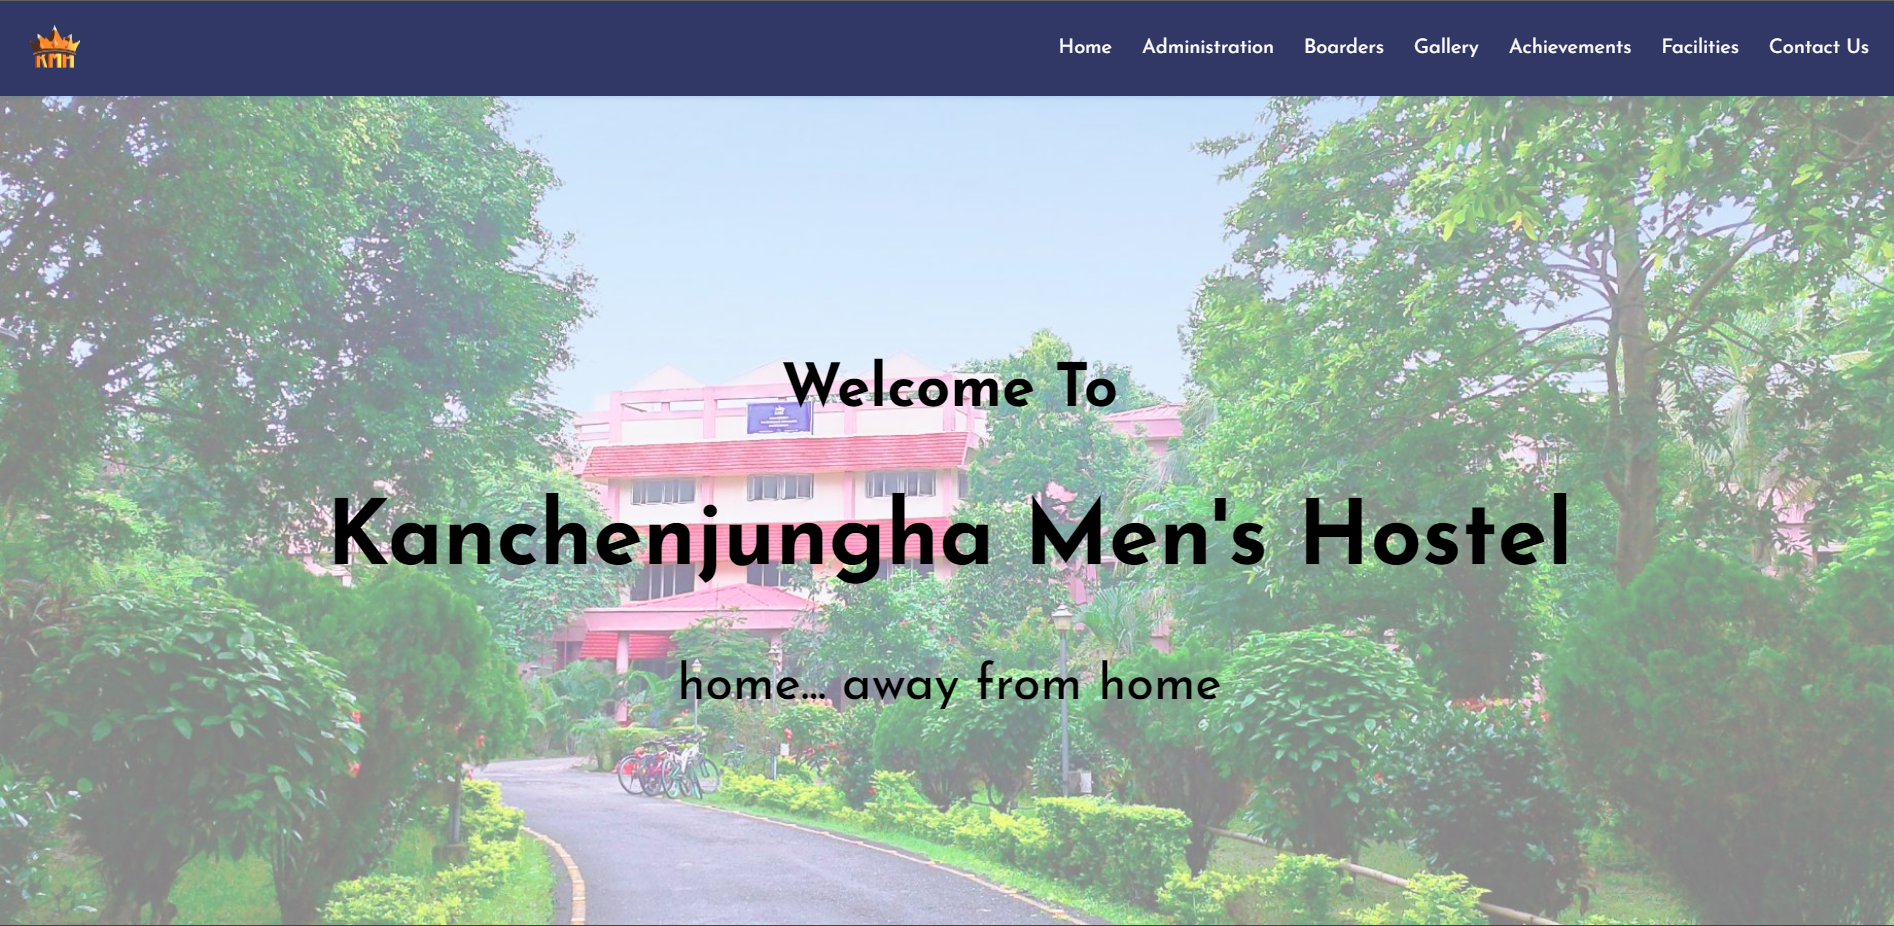 KMH
Home Administration Boarders Gallery Achievements Facilities Contact Us
Welcome To
Kanchenjungha Men's Hostel
home... away from home